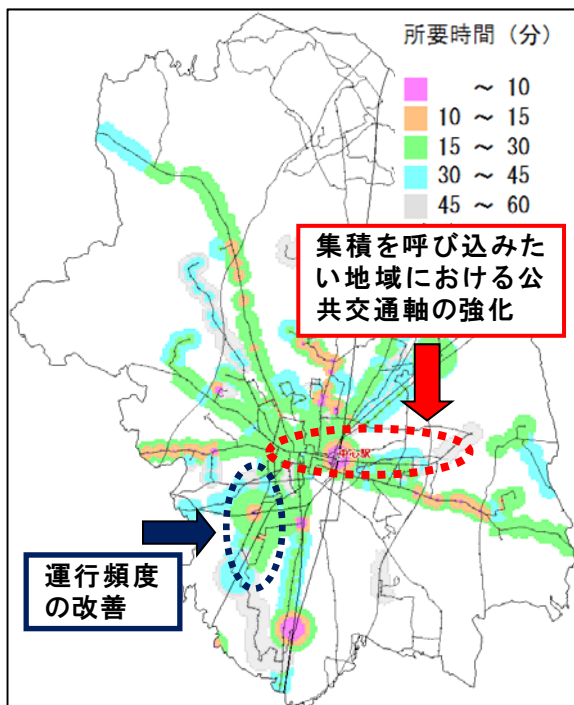 所要時間（分）
～ 10
10 ～ 15
15 ～ 30
30 ～ 45
45 ～ 60
集積を呼び込みた
い地域における公
共交通軸の強化
中心駅
運行頻度
の改善